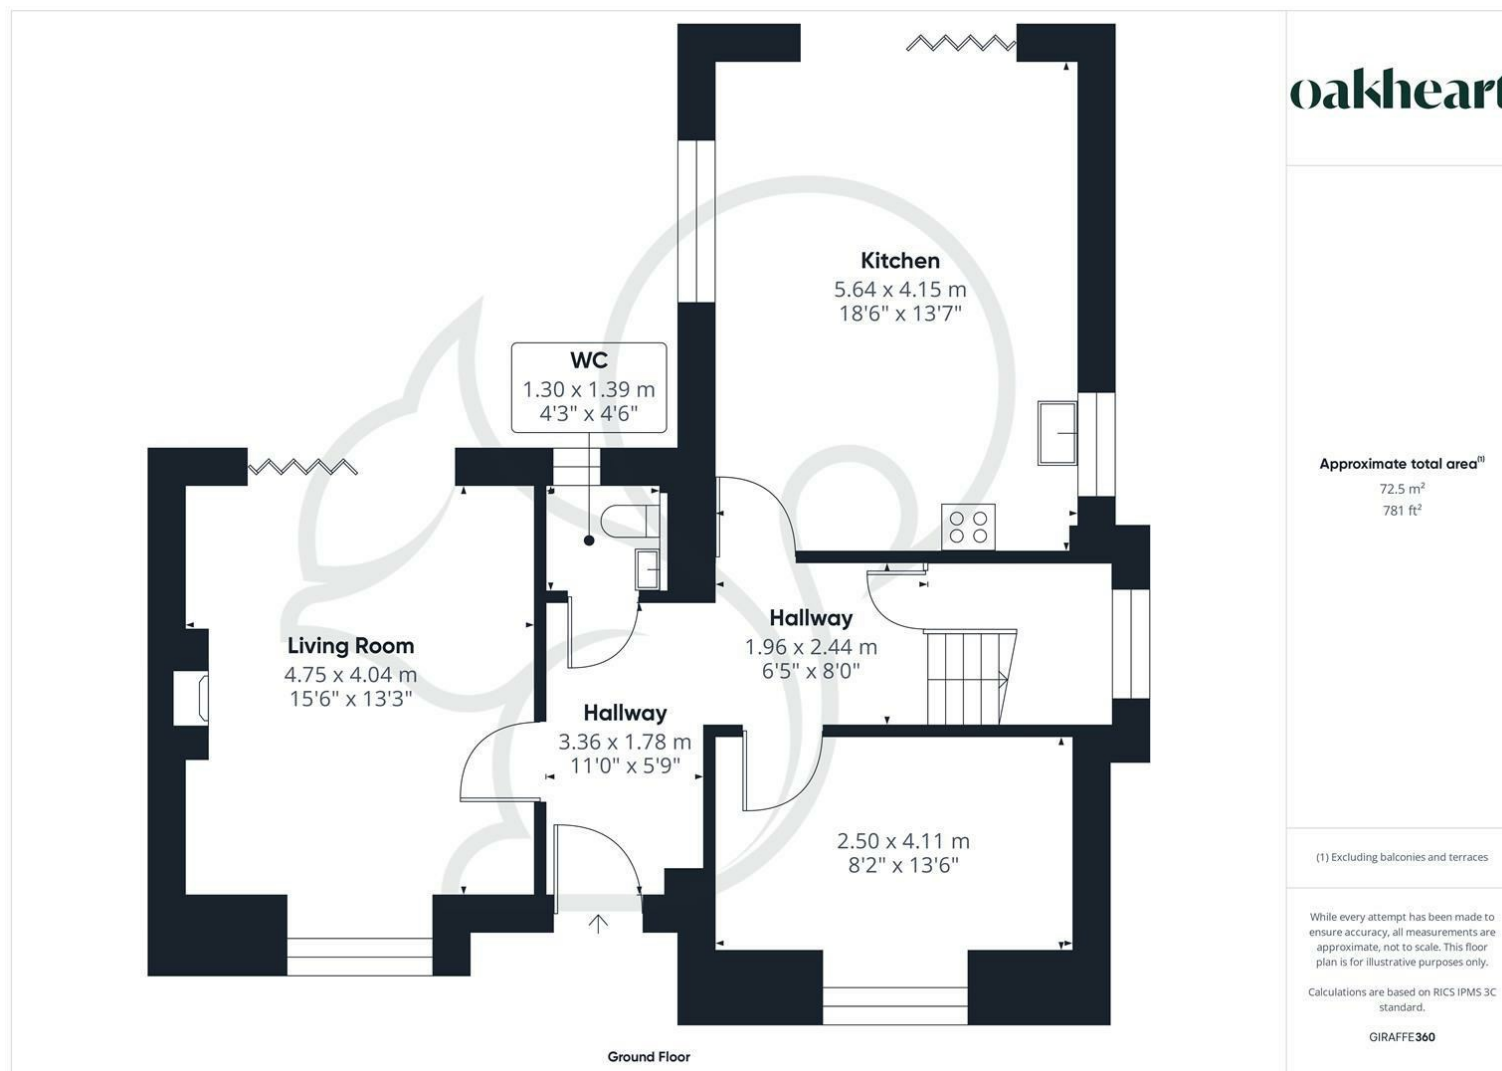 Kitchen
5.64 x 4.15 m
18'6" x 13'7"
WC
1.30 x 1.39 m
4'3" x 4'6"
Living Room
4.75 x 4.04 m
15'6" x 13'3"
Hallway
1.96 x 2.44 m
6'5" x 8'0"
Hallway
3.36 x 1.78 m
11'0" x 5'9"
2.50 x 4.11 m
8'2" x 13'6"
Ground Floor
oakheart
Approximate total area⁽¹⁾
72.5 m²
781 ft²
(1) Excluding balconies and terraces
While every attempt has been made to
ensure accuracy, all measurements are
approximate, not to scale. This floor
plan is for illustrative purposes only.
Calculations are based on RICS IPMS 3C
standard.
GIRAFFE360